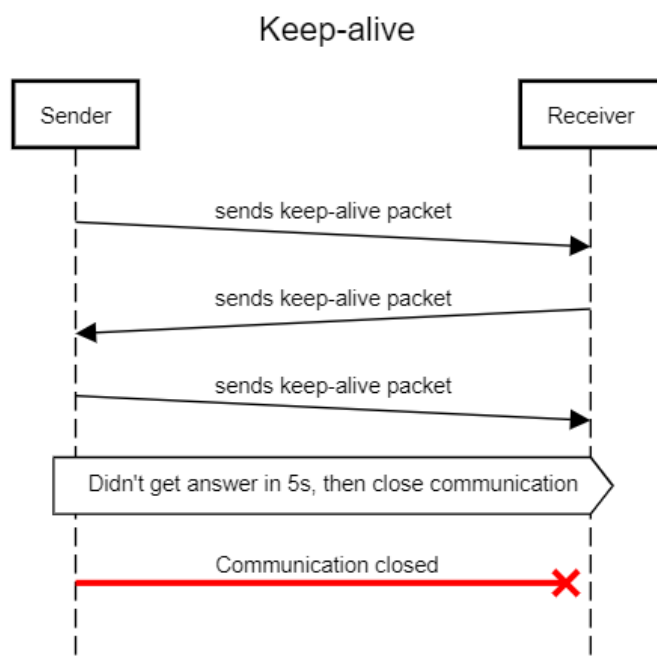 Keep-alive
Sender
Receiver
sends keep-alive packet
sends keep-alive packet
sends keep-alive packet
Didn't get answer in 5s, then close communication
Communication closed